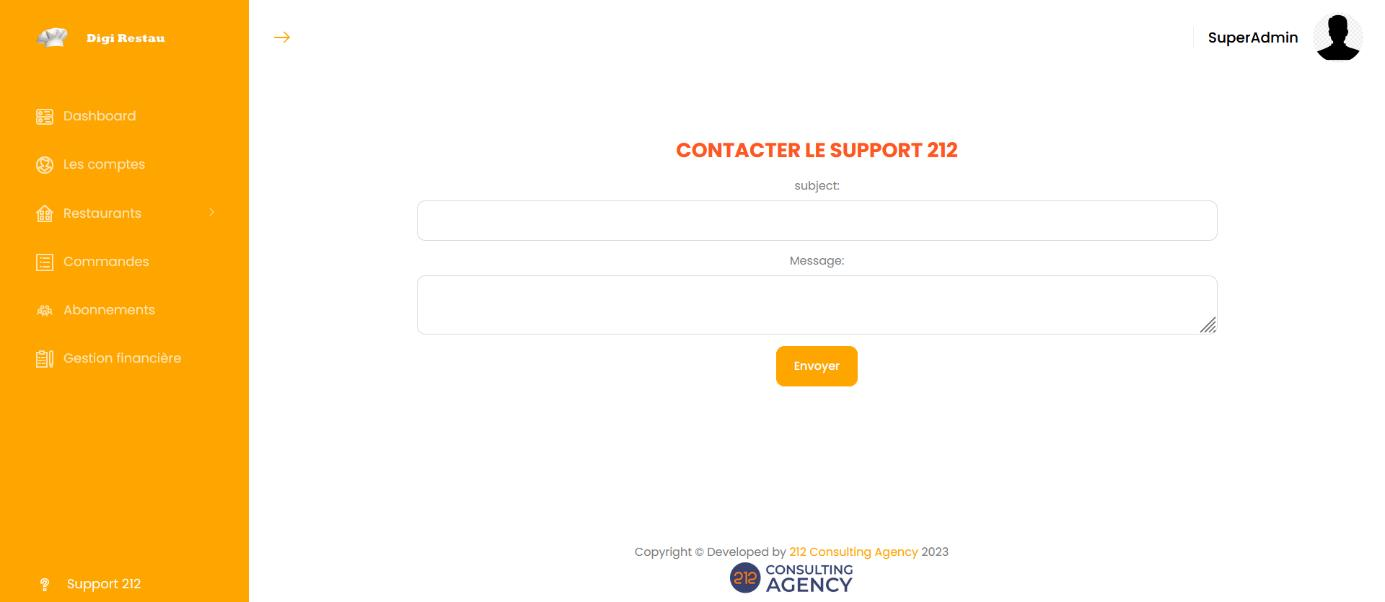 Digi Restau
SuperAdmin
Dashboard
Les comptes
Restaurants
Commandes
Abonnements
Gestion financière
Support 212
CONTACTER LE SUPPORT 212
subject:
Message:
Envoyer
Copyright © Developed by 212 Consulting Agency 2023
212 CONSULTING
AGENCY